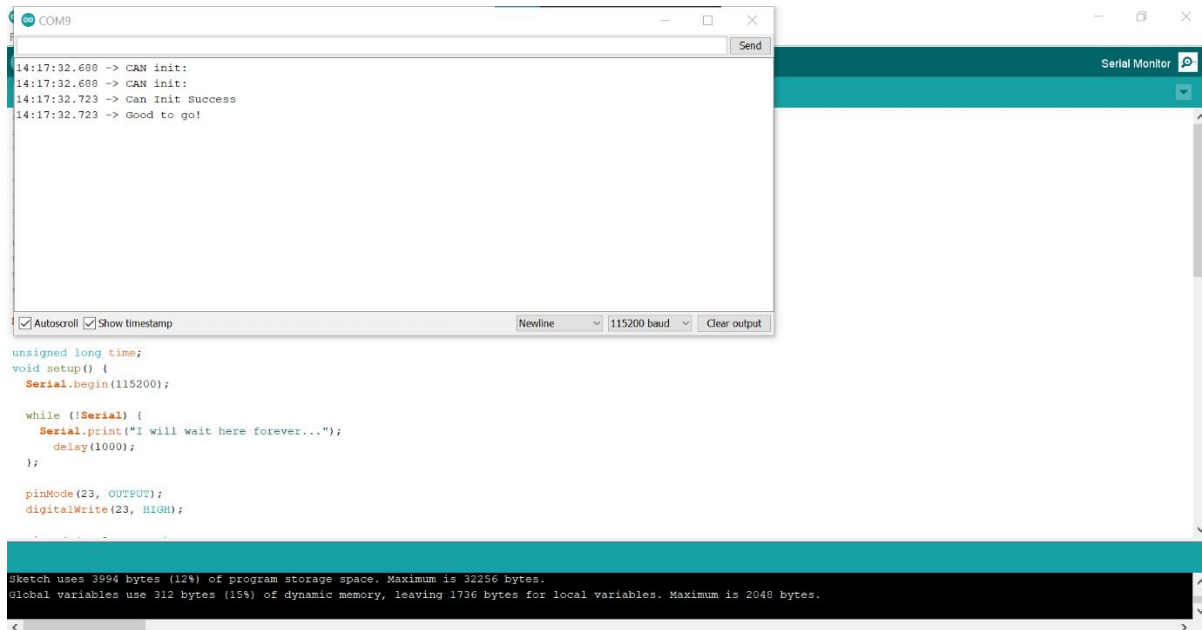 COM9
Send
Serial Monitor
14:17:32.688 -> CAN init:
14:17:32.688 -> CAN init:
14:17:32.723 -> Can Init Success
14:17:32.723 -> Good to go!
Autoscroll Show timestamp Newline 115200 baud Clear output
unsigned long time;
void setup() {
Serial.begin(115200);
while (!Serial) {
Serial.print("I will wait here forever...");
delay(1000);
};
pinMode(23, OUTPUT);
digitalWrite(23, HIGH);
Sketch uses 3994 bytes (12%) of program storage space. Maximum is 32256 bytes.
Global variables use 312 bytes (15%) of dynamic memory, leaving 1736 bytes for local variables. Maximum is 2048 bytes.